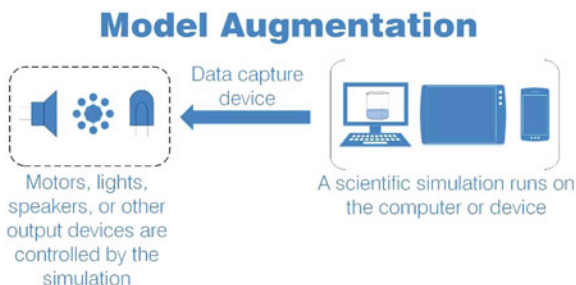 Model Augmentation
Data capture
device
Motors, lights,
speakers, or other
output devices are
controlled by the
simulation
A scientific simulation runs on
the computer or device